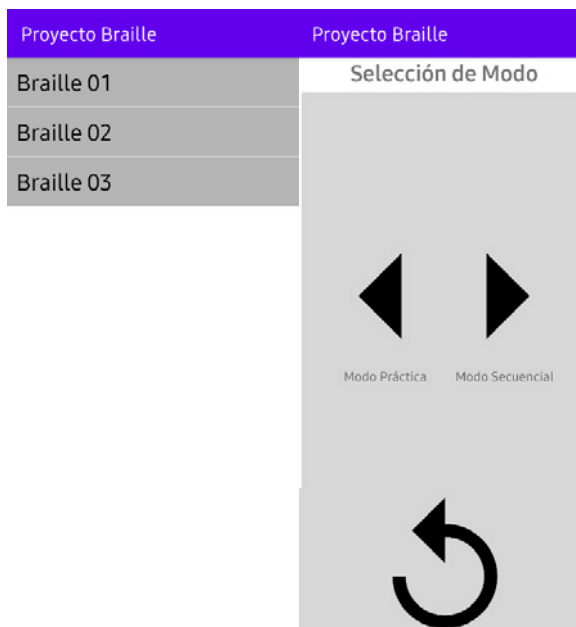 Proyecto Braille
Braille 01
Braille 02
Braille 03
Proyecto Braille
Selección de Modo
Modo Práctica
Modo Secuencial